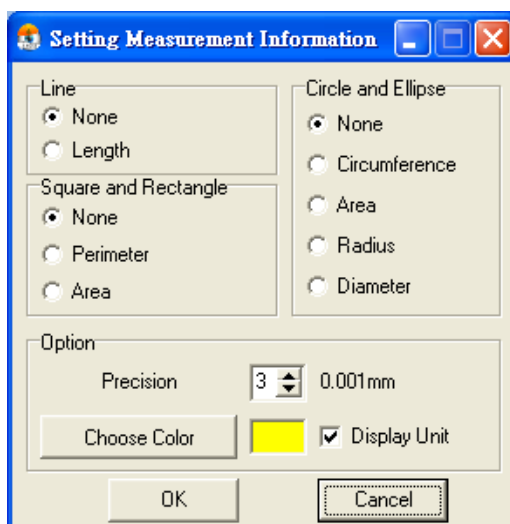 Setting Measurement Information
Line
None
Length
Square and Rectangle
None
Perimeter
Area
Circle and Ellipse
None
Circumference
Area
Radius
Diameter
Option
Precision 3 0.001mm
Choose Color Display Unit
OK Cancel